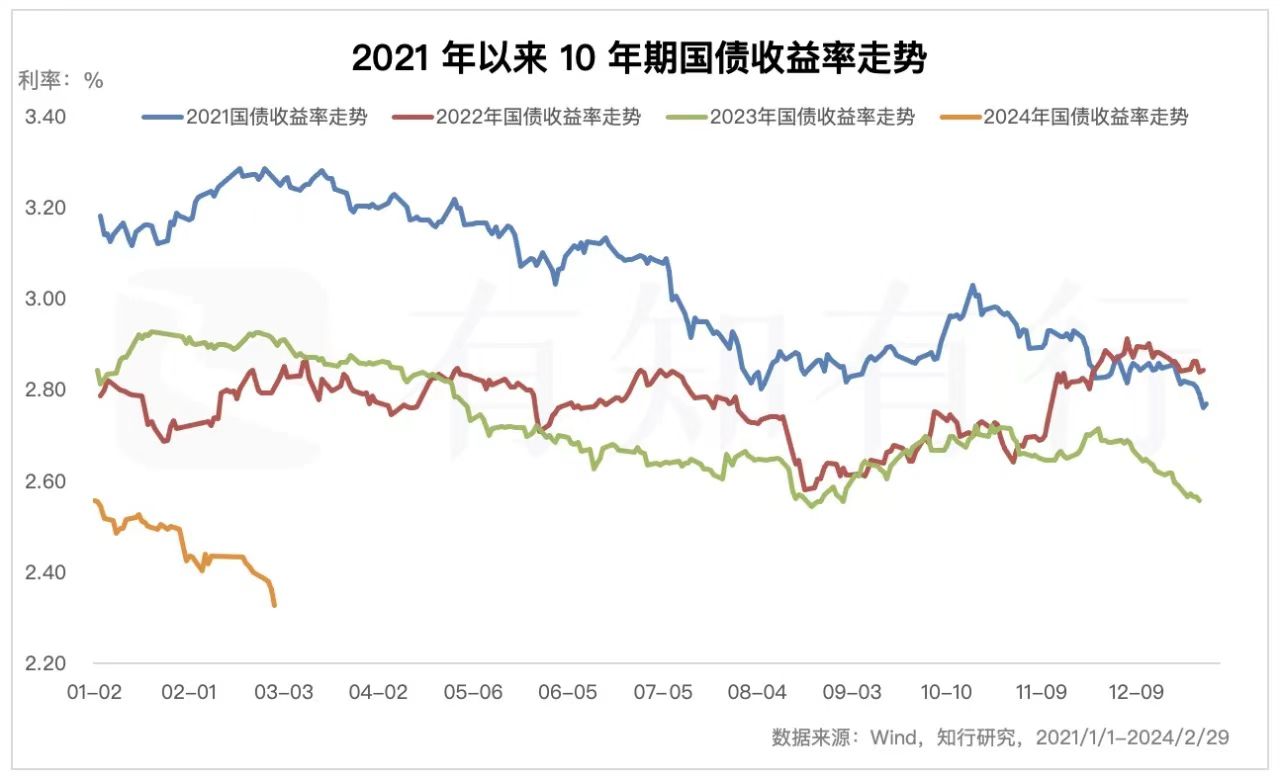 2021 年以来 10 年期国债收益率走势
利率：%
2021国债收益率走势 2022年国债收益率走势 2023年国债收益率走势 2024年国债收益率走势
3.40
3.20
3.00
2.80
2.60
2.40
2.20
01-02 02-01 03-03 04-02 05-06 06-05 07-05 08-04 09-03 10-10 11-09 12-09
有知有行
数据来源：Wind，知行研究，2021/1/1-2024/2/29